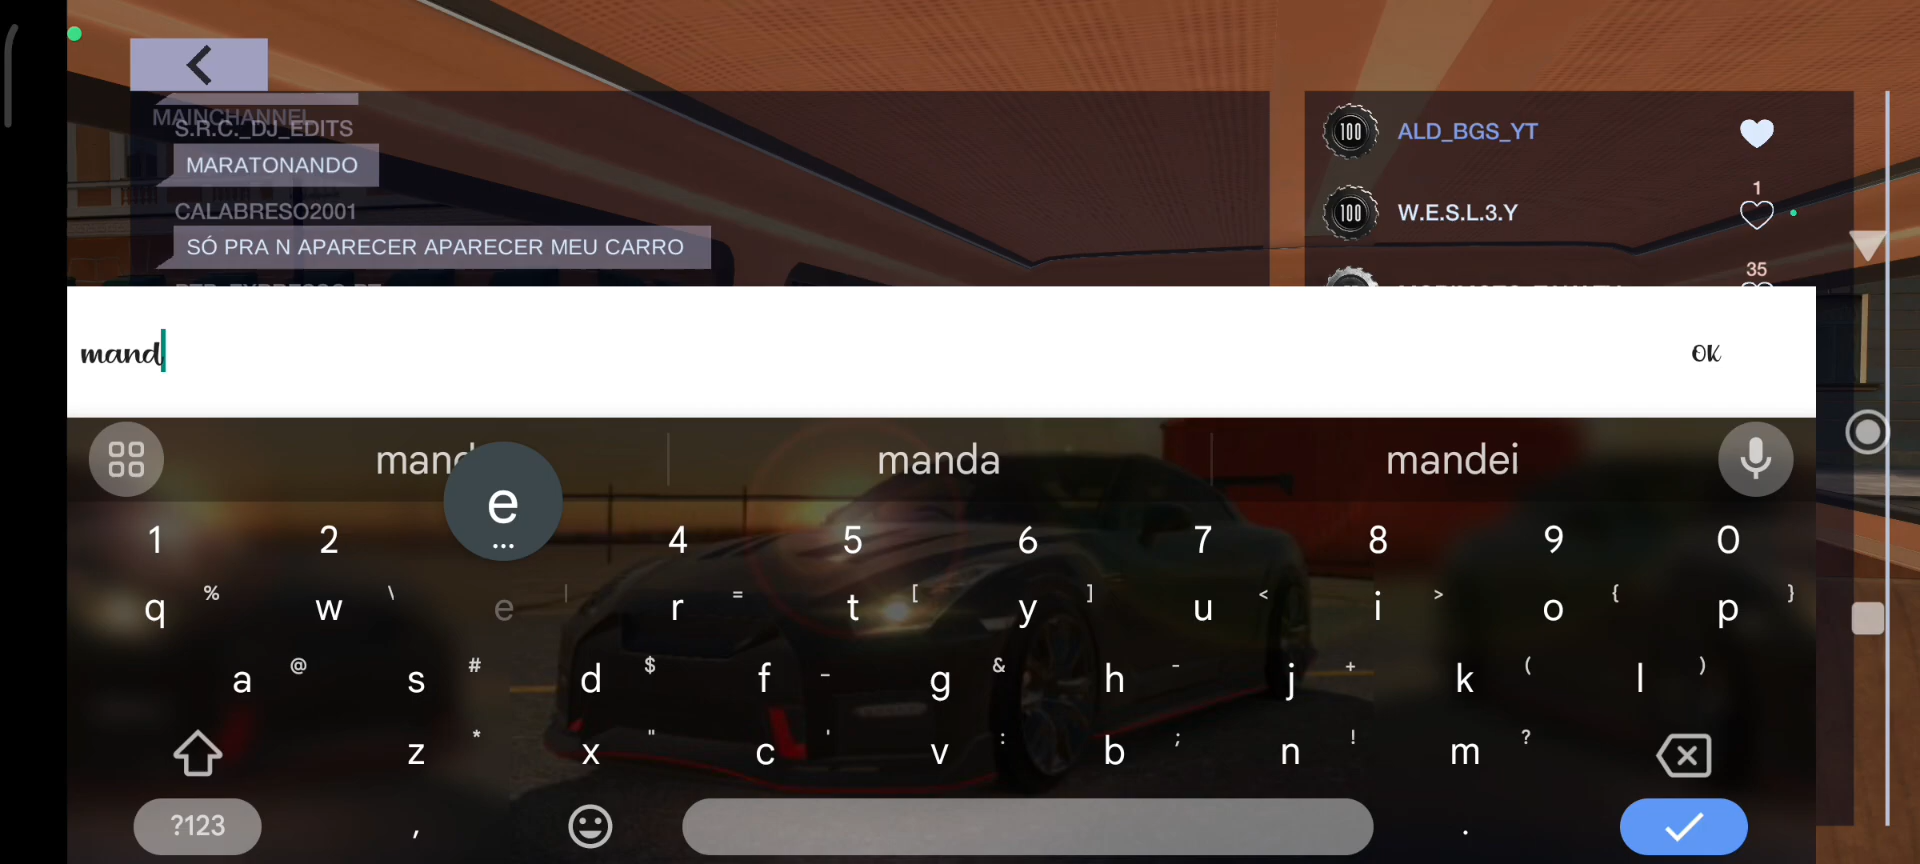 MAINCHANNEL
S.R.C._DJ_EDITS
MARATONANDO
CALABRESO2001
SÓ PRA N APARECER APARECER MEU CARRO
100 ALD_BGS_YT
1
100 W.E.S.L.3.Y
35
mand
OK
manda
mandei
e
...
1 2 4 5 6 7 8 9 0
q % w \ e | r = t [ y ] u < i > o { p }
a @ s # d $ f _ g & h - j + k ( l )
z * x " c ' v : b ; n ! m ?
?123 , .